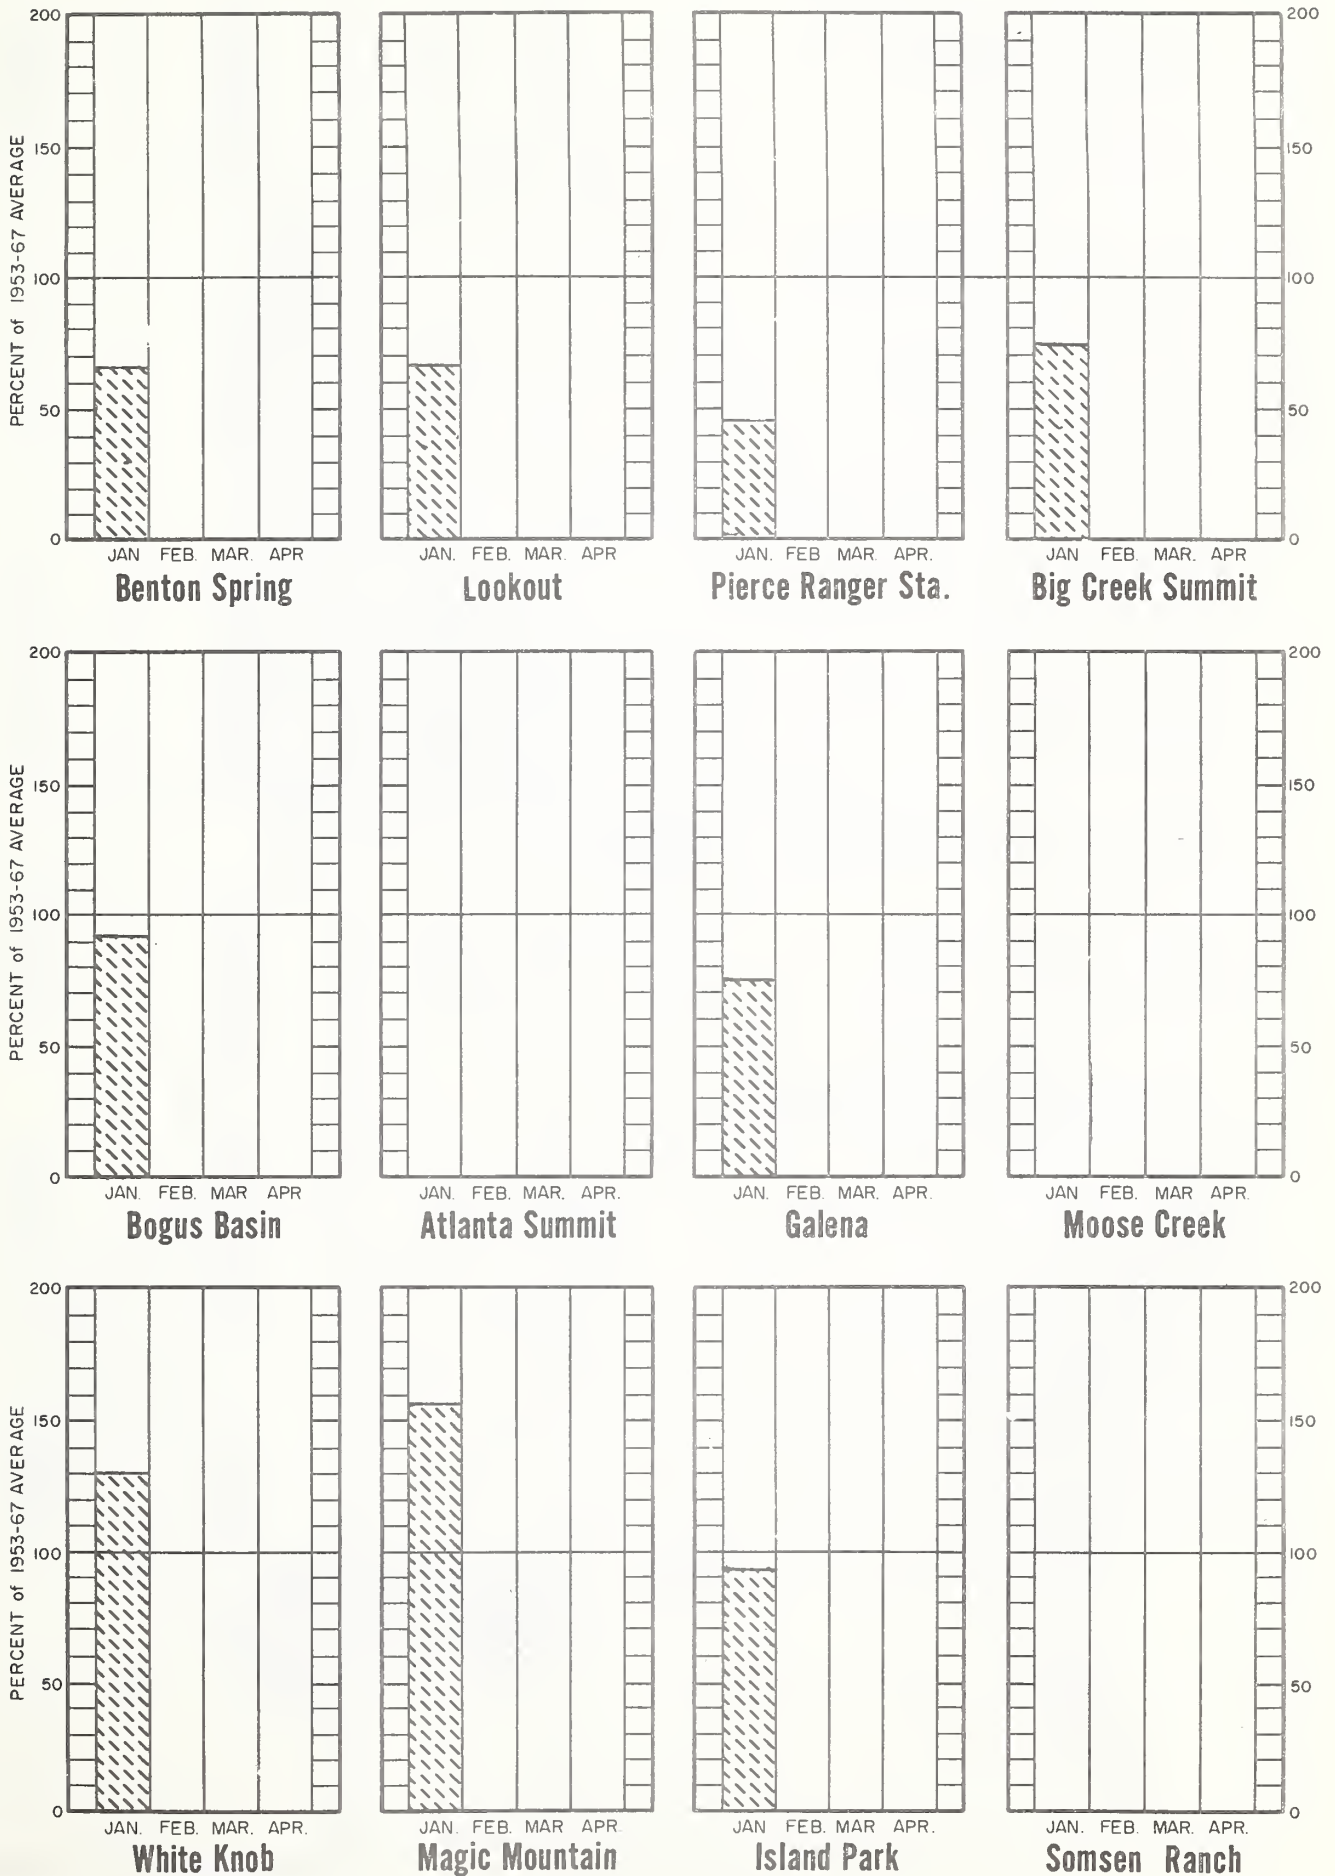 200
150
100
50
0
PERCENT of 1953-67 AVERAGE
200
150
100
50
0
JAN FEB. MAR. APR
JAN. FEB. MAR. APR
JAN. FEB MAR. APR.
JAN FEB. MAR. APR
Benton Spring
Lookout
Pierce Ranger Sta.
Big Creek Summit
200
150
100
50
0
PERCENT of 1953-67 AVERAGE
200
150
100
50
0
JAN. FEB. MAR APR
JAN. FEB. MAR. APR.
JAN. FEB. MAR. APR.
JAN FEB. MAR APR.
Bogus Basin
Atlanta Summit
Galena
Moose Creek
200
150
100
50
0
PERCENT of 1953-67 AVERAGE
200
150
100
50
0
JAN. FEB. MAR. APR.
JAN. FEB. MAR APR.
JAN FEB. MAR APR.
JAN. FEB. MAR. APR.
White Knob
Magic Mountain
Island Park
Somsen Ranch